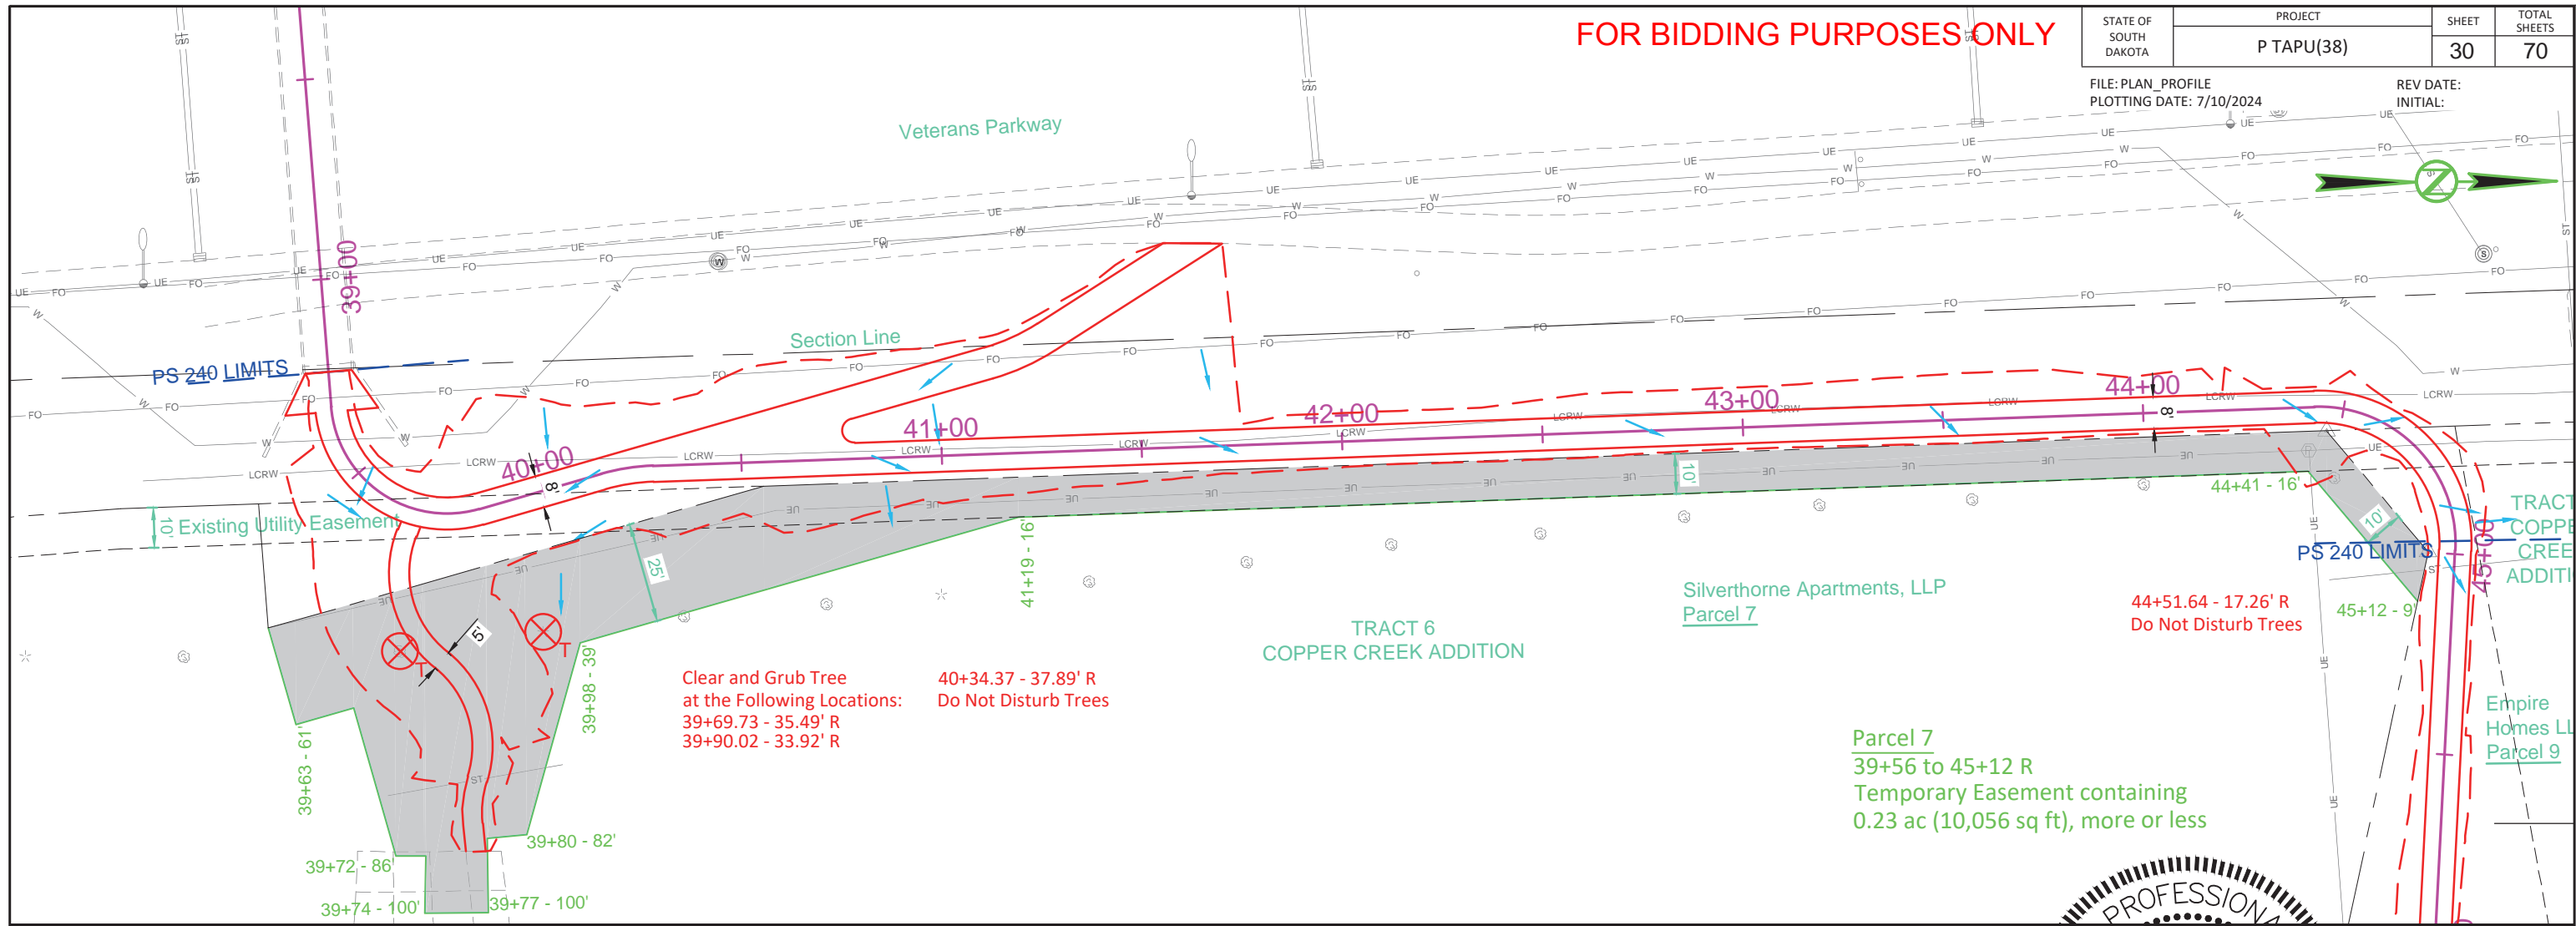 FOR BIDDING PURPOSES ONLY
STATE OF
SOUTH
DAKOTA
PROJECT
P TAPU(38)
SHEET
30
TOTAL
SHEETS
70
FILE: PLAN_PROFILE
PLOTTING DATE: 7/10/2024
REV DATE:
INITIAL:
Veterans Parkway
Section Line
PS 240 LIMITS
39+00
40+00
41+00
42+00
43+00
44+00
45+00
8'
8'
10'
Existing Utility Easement
25'
10'
10'
5'
T
T
41+19 - 16'
44+41 - 16'
PS 240 LIMITS
45+12 - 9'
39+98 - 39'
39+63 - 61'
39+80 - 82'
39+72 - 86'
39+74 - 100'
39+77 - 100'
Clear and Grub Tree
at the Following Locations:
39+69.73 - 35.49' R
39+90.02 - 33.92' R
40+34.37 - 37.89' R
Do Not Disturb Trees
TRACT 6
COPPER CREEK ADDITION
Silverthorne Apartments, LLP
Parcel 7
44+51.64 - 17.26' R
Do Not Disturb Trees
TRACT
COPPE
CREE
ADDITI
Empire
Homes LL
Parcel 9
Parcel 7
39+56 to 45+12 R
Temporary Easement containing
0.23 ac (10,056 sq ft), more or less
PROFESSIONA
UE
FO
W
LCRW
ST
S